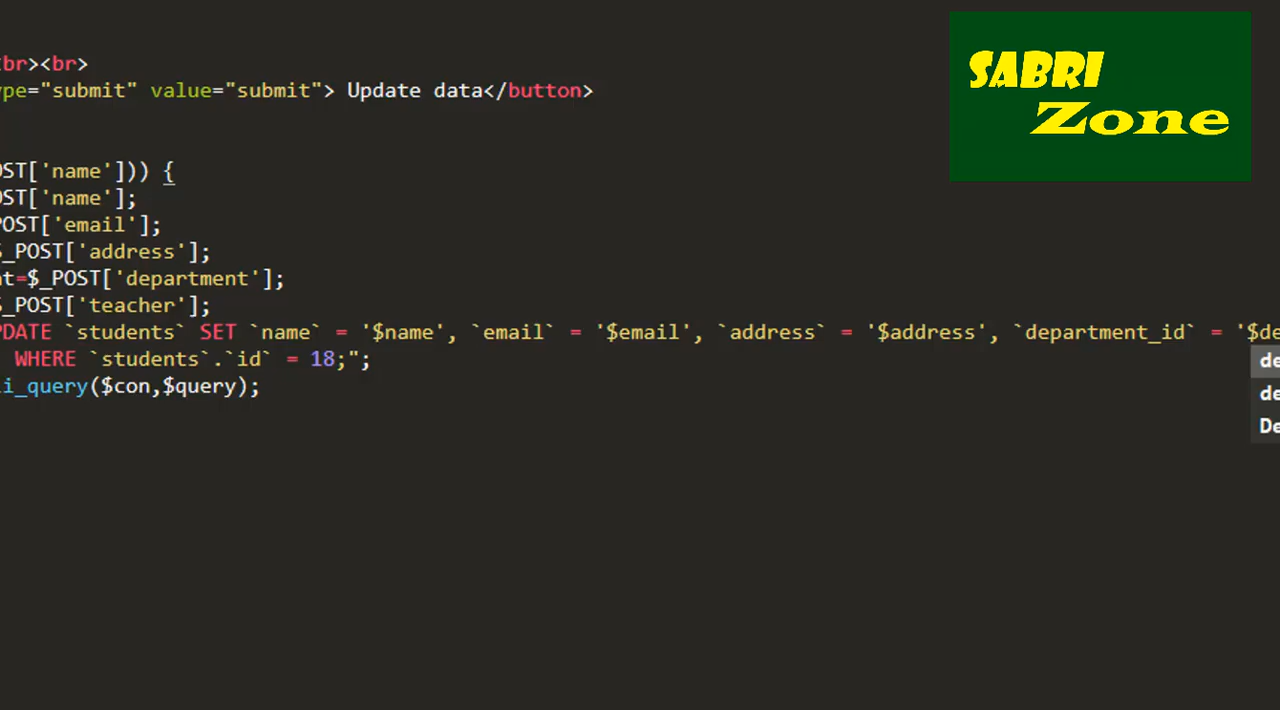 SABRI
Zone
br><br>
ype="submit" value="submit"> Update data</button>
OST['name'])) {
OST['name'];
POST['email'];
$_POST['address'];
nt=$_POST['department'];
$_POST['teacher'];
PDATE `students` SET `name` = '$name', `email` = '$email', `address` = '$address', `department_id` = '$de
WHERE `students`.`id` = 18;";
li_query($con,$query);
de
de
De